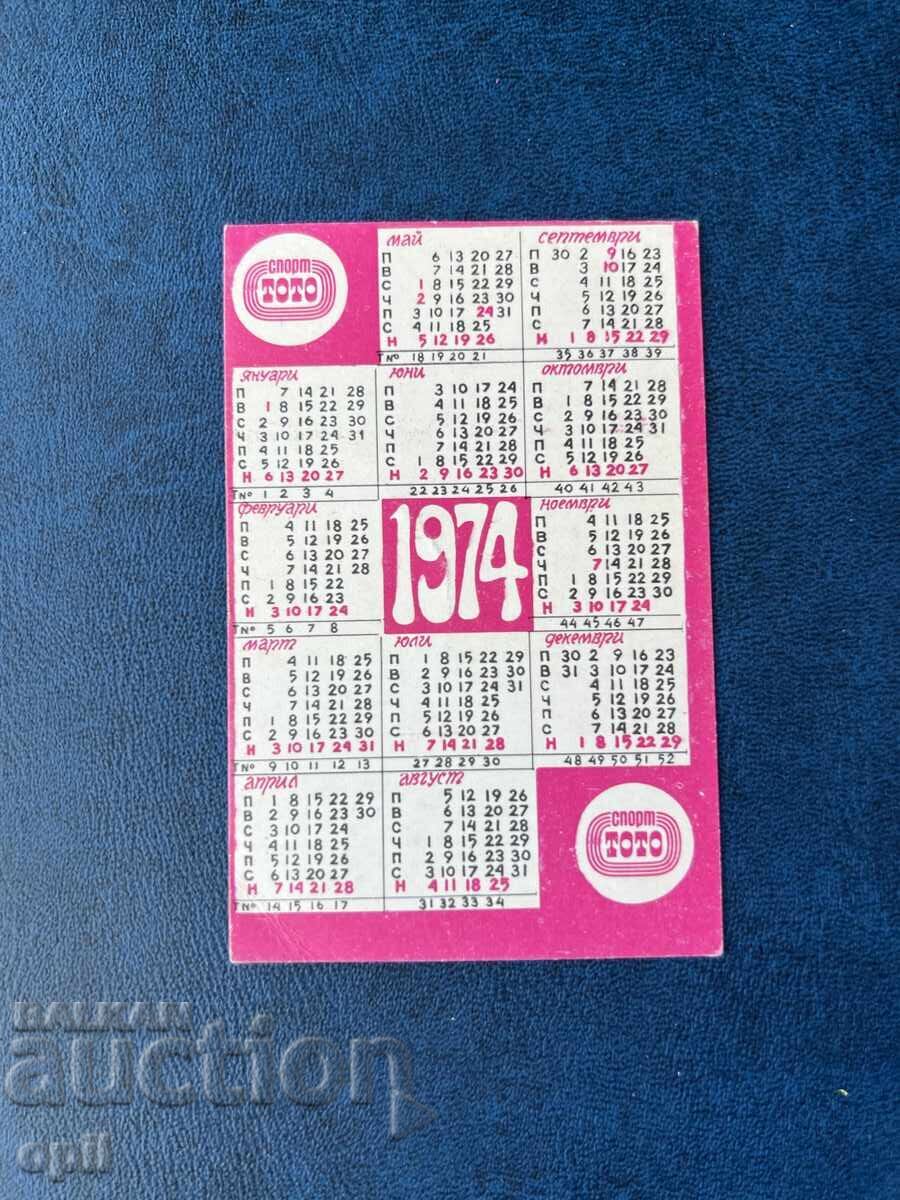 спорт
ТОТО
май
П 6 13 20 27
В 7 14 21 28
С 1 8 15 22 29
Ч 2 9 16 23 30
П 3 10 17 24 31
С 4 11 18 25
Н 5 12 19 26
ТNo 18 19 20 21
септември
П 30 2 9 16 23
В 3 10 17 24
С 4 11 18 25
Ч 5 12 19 26
П 6 13 20 27
С 7 14 21 28
Н 1 8 15 22 29
35 36 37 38 39
януари
П 7 14 21 28
В 1 8 15 22 29
С 2 9 16 23 30
Ч 3 10 17 24 31
П 4 11 18 25
С 5 12 19 26
Н 6 13 20 27
ТNo 1 2 3 4
юни
П 3 10 17 24
В 4 11 18 25
С 5 12 19 26
Ч 6 13 20 27
П 7 14 21 28
С 1 8 15 22 29
Н 2 9 16 23 30
22 23 24 25 26
октомври
П 7 14 21 28
В 1 8 15 22 29
С 2 9 16 23 30
Ч 3 10 17 24 31
П 4 11 18 25
С 5 12 19 26
Н 6 13 20 27
40 41 42 43
февруари
П 4 11 18 25
В 5 12 19 26
С 6 13 20 27
Ч 7 14 21 28
П 1 8 15 22
С 2 9 16 23
Н 3 10 17 24
ТNo 5 6 7 8
1974
ноември
П 4 11 18 25
В 5 12 19 26
С 6 13 20 27
Ч 7 14 21 28
П 1 8 15 22 29
С 2 9 16 23 30
Н 3 10 17 24
44 45 46 47
март
П 4 11 18 25
В 5 12 19 26
С 6 13 20 27
Ч 7 14 21 28
П 1 8 15 22 29
С 2 9 16 23 30
Н 3 10 17 24 31
ТNo 9 10 11 12 13
юли
П 1 8 15 22 29
В 2 9 16 23 30
С 3 10 17 24 31
Ч 4 11 18 25
П 5 12 19 26
С 6 13 20 27
Н 7 14 21 28
27 28 29 30
декември
П 30 2 9 16 23
В 31 3 10 17 24
С 4 11 18 25
Ч 5 12 19 26
П 6 13 20 27
С 7 14 21 28
Н 1 8 15 22 29
48 49 50 51 52
април
П 1 8 15 22 29
В 2 9 16 23 30
С 3 10 17 24
Ч 4 11 18 25
П 5 12 19 26
С 6 13 20 27
Н 7 14 21 28
ТNo 14 15 16 17
август
П 5 12 19 26
В 6 13 20 27
С 7 14 21 28
Ч 1 8 15 22 29
П 2 9 16 23 30
С 3 10 17 24 31
Н 4 11 18 25
31 32 33 34
спорт
ТОТО
BALKAN
auction
opil